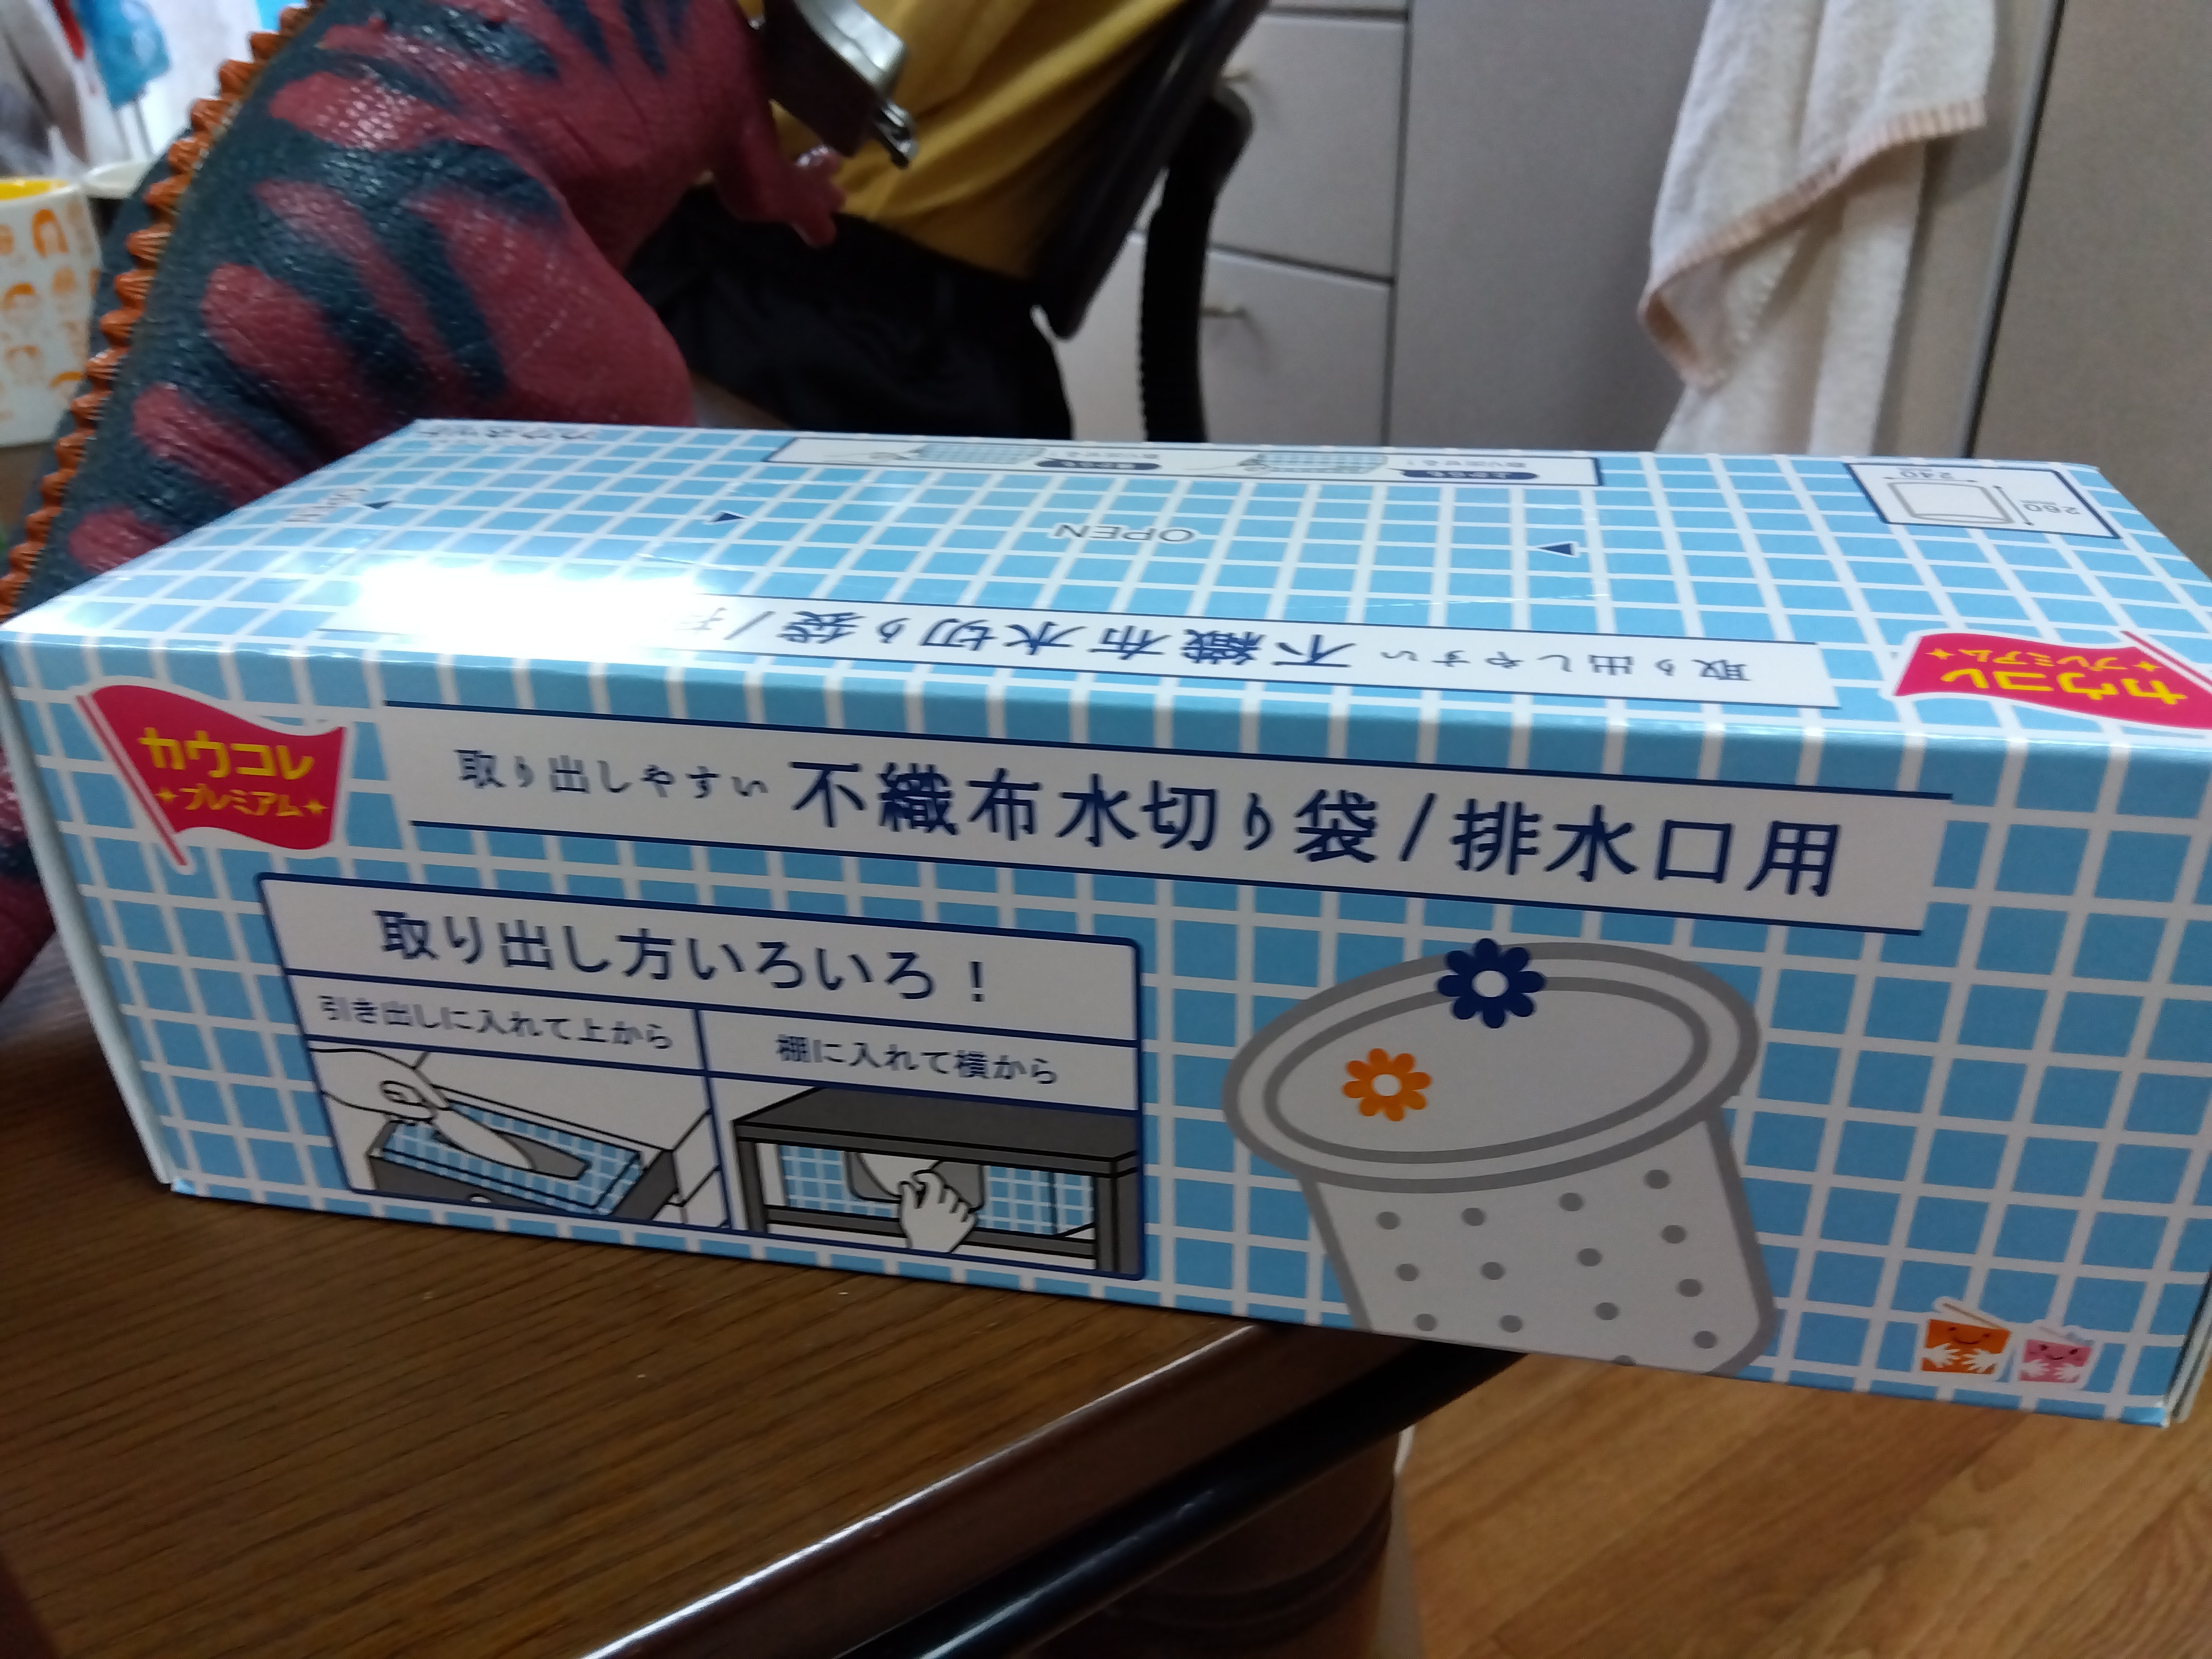 OPEN
240
260
取り出しやすい 不織布水切り袋/排
カウコレ
プレミアム
カウコレ
プレミアム
取り出しやすい 不織布水切り袋/排水口用
取り出し方いろいろ!
引き出しに入れて上から
棚に入れて横から